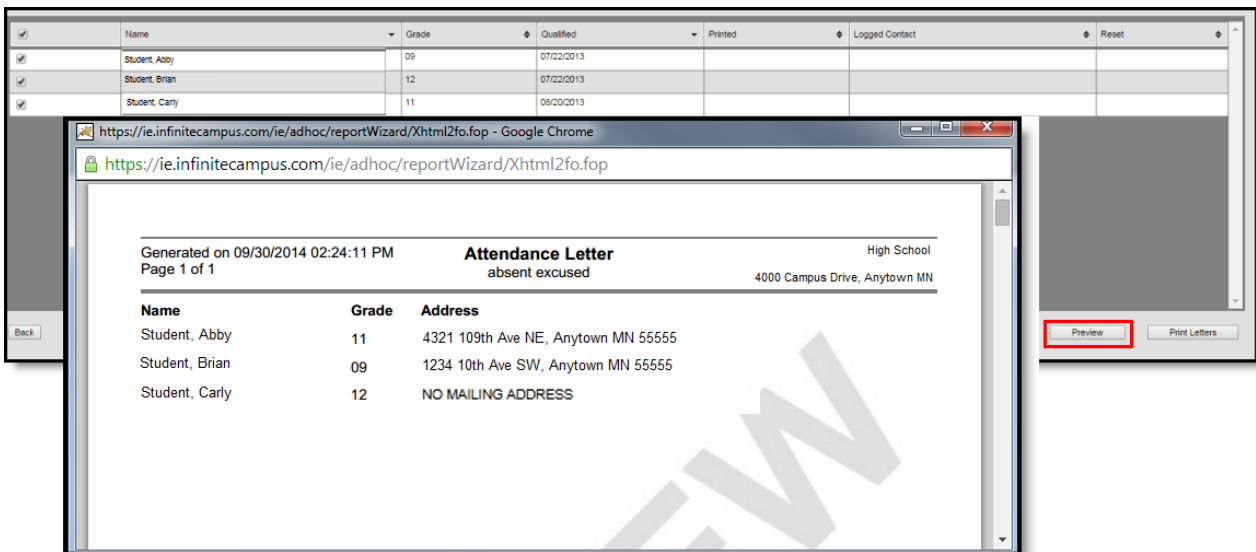 Name Grade Qualified Printed Logged Contact Reset
Student, Abby 09 07/22/2013
Student, Brian 12 07/22/2013
Student, Carly 11 08/20/2013
https://ie.infinitecampus.com/ie/adhoc/reportWizard/Xhtml2fo.fop - Google Chrome
https://ie.infinitecampus.com/ie/adhoc/reportWizard/Xhtml2fo.fop
Generated on 09/30/2014 02:24:11 PM Attendance Letter High School
Page 1 of 1 absent excused 4000 Campus Drive, Anytown MN
Name Grade Address
Student, Abby 11 4321 109th Ave NE, Anytown MN 55555
Student, Brian 09 1234 10th Ave SW, Anytown MN 55555
Student, Carly 12 NO MAILING ADDRESS
Back Preview Print Letters
EW